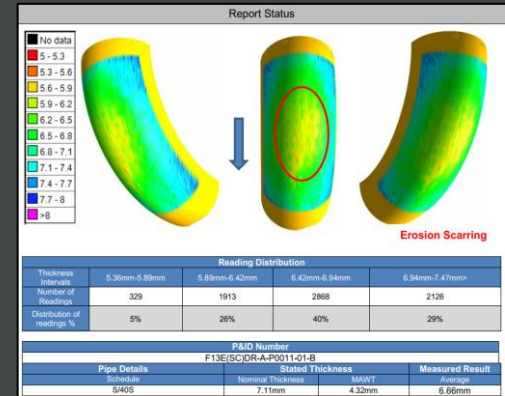 Report Status
No data
5 - 5.3
5.3 - 5.6
5.6 - 5.9
5.9 - 6.2
6.2 - 6.5
6.5 - 6.8
6.8 - 7.1
7.1 - 7.4
7.4 - 7.7
7.7 - 8
>8
Erosion Scarring
Reading Distribution
Thickness Intervals 5.36mm-5.89mm 5.89mm-6.42mm 6.42mm-6.94mm 6.94mm-7.47mm>
Number of Readings 329 1913 2868 2126
Distribution of readings % 5% 26% 40% 29%
P&ID Number
F13E(SC)DR-A-P0011-01-B
Pipe Details Stated Thickness Measured Result
Schedule Nominal Thickness MAWT Average
S/40S 7.11mm 4.32mm 6.66mm